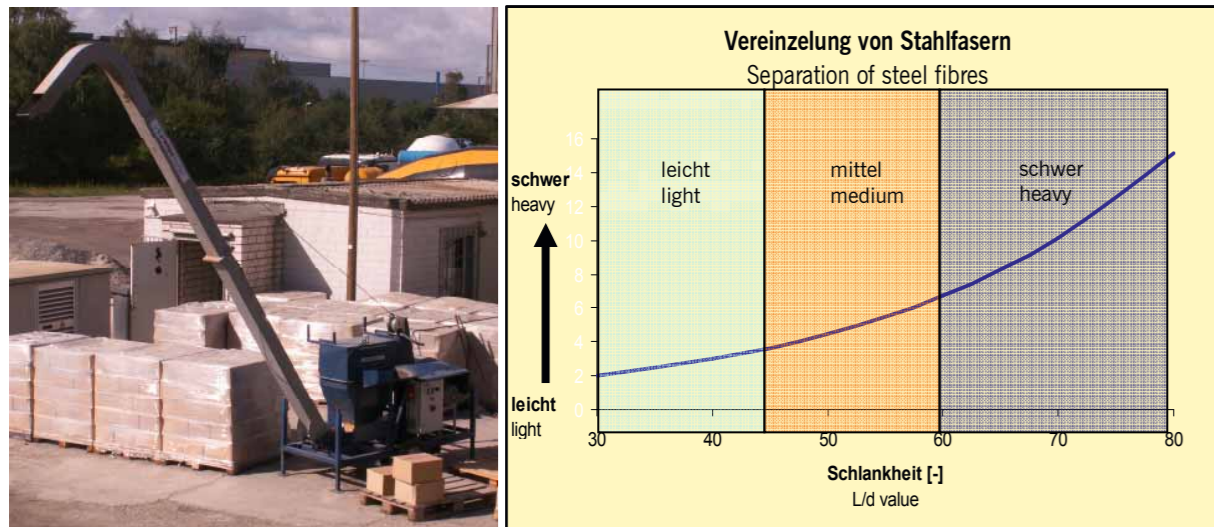 Vereinzelung von Stahlfasern
Separation of steel fibres
16
14
12
10
8
6
4
2
0
leicht
light
mittel
medium
schwer
heavy
schwer
heavy
leicht
light
30 40 50 60 70 80
Schlankheit [-]
L/d value